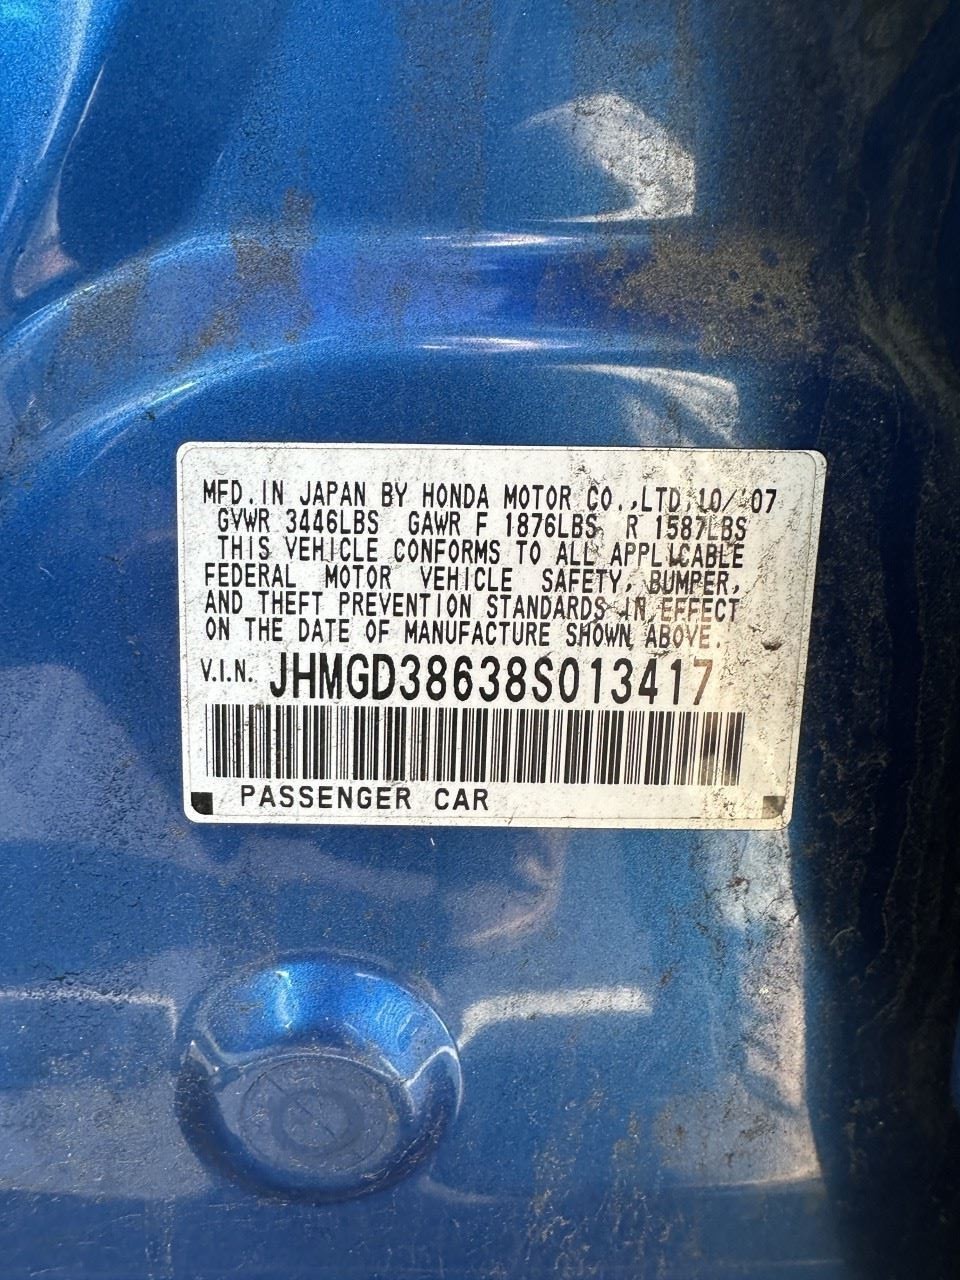 MFD. IN JAPAN BY HONDA MOTOR CO.,LTD. 10/'07
GVWR 3446LBS GAWR F 1876LBS R 1587LBS
THIS VEHICLE CONFORMS TO ALL APPLICABLE
FEDERAL MOTOR VEHICLE SAFETY, BUMPER,
AND THEFT PREVENTION STANDARDS IN EFFECT
ON THE DATE OF MANUFACTURE SHOWN ABOVE.
V.I.N. JHMGD38638S013417
PASSENGER CAR